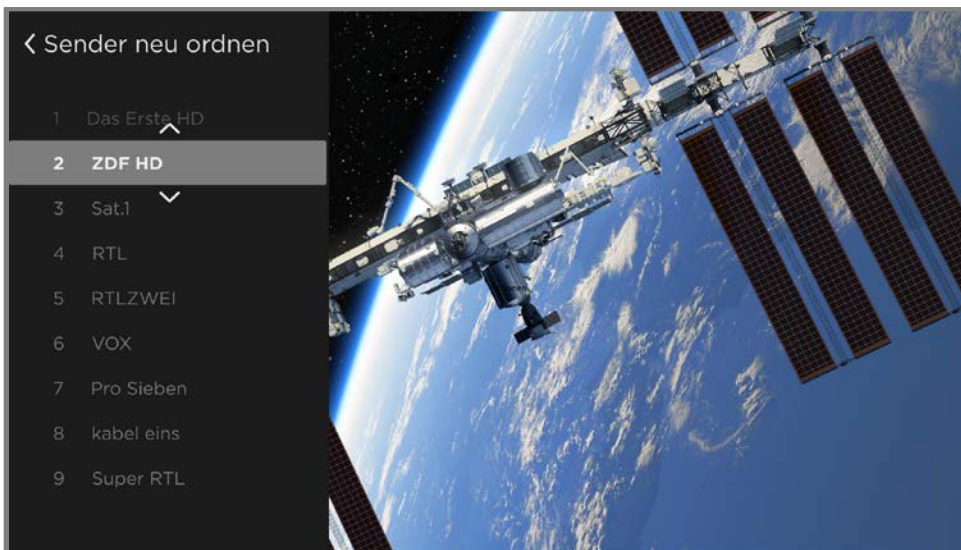 Sender neu ordnen
1 Das Erste HD
2 ZDF HD
3 Sat.1
4 RTL
5 RTLZWEI
6 VOX
7 Pro Sieben
8 kabel eins
9 Super RTL